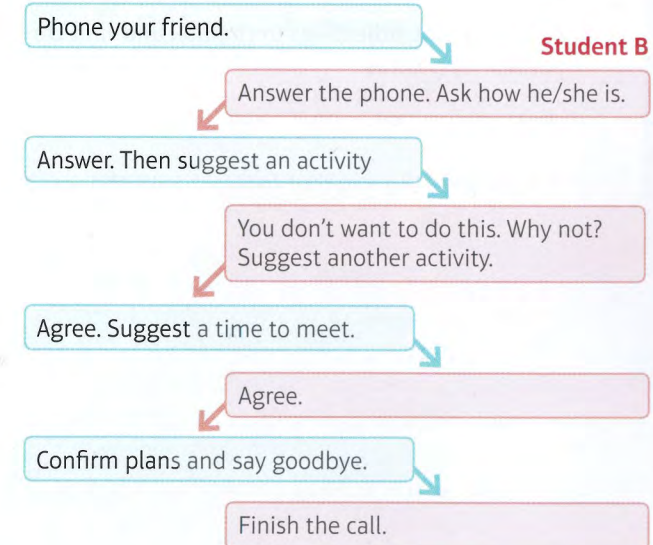 Phone your friend.
Student B
Answer the phone. Ask how he/she is.
Answer. Then suggest an activity
You don't want to do this. Why not?
Suggest another activity.
Agree. Suggest a time to meet.
Agree.
Confirm plans and say goodbye.
Finish the call.